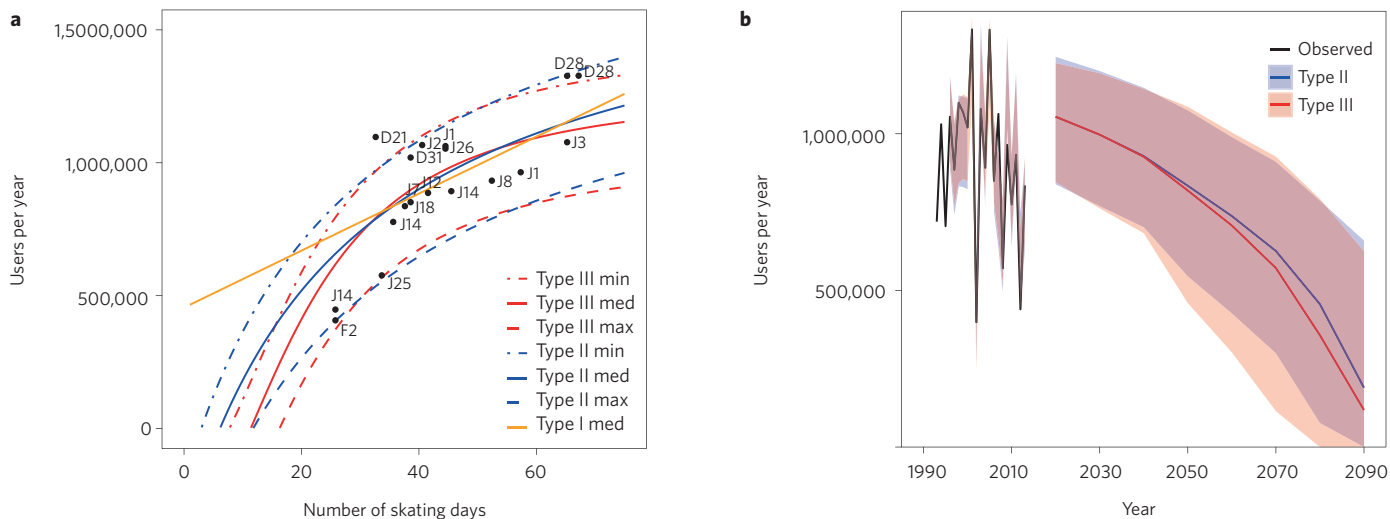 a
1,5000,000
1,000,000
500,000
0
Users per year
0 20 40 60
Number of skating days
D28 D28
D21
J2 J1
J26
D31
J3
J7 J12
J14
J8
J1
J18
J14
J25
J14
F2
Type III min
Type III med
Type III max
Type II min
Type II med
Type II max
Type I med
b
1,000,000
500,000
Users per year
1990 2010 2030 2050 2070 2090
Year
Observed
Type II
Type III